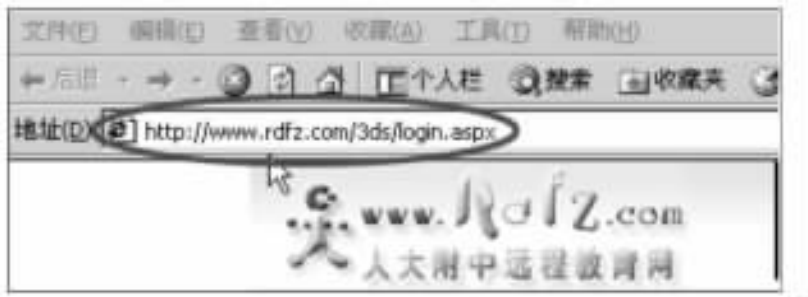 文件(F) 编辑(E) 查看(V) 收藏(A) 工具(T) 帮助(H)
后退 个人栏 搜索 收藏夹
地址(D) http://www.rdfz.com/3ds/login.aspx
www.Rdfz.com
人大附中远程教育网